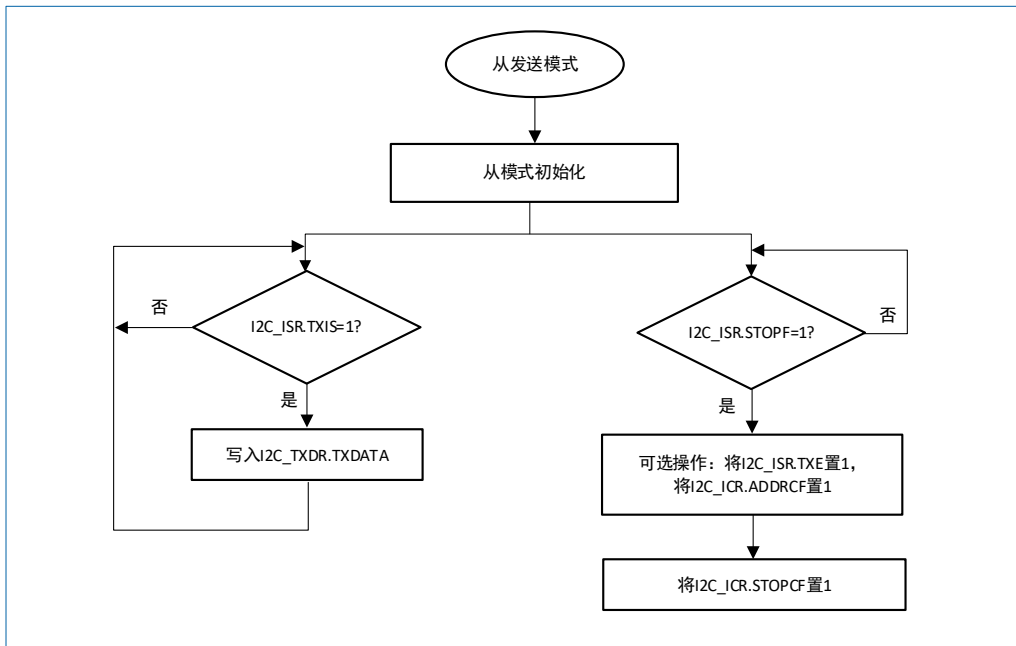 从发送模式
从模式初始化
否
I2C_ISR.TXIS=1?
I2C_ISR.STOPF=1?
否
是
是
写入I2C_TXDR.TXDATA
可选操作：将I2C_ISR.TXE置1，
将I2C_ICR.ADDRCF置1
将I2C_ICR.STOPCF置1